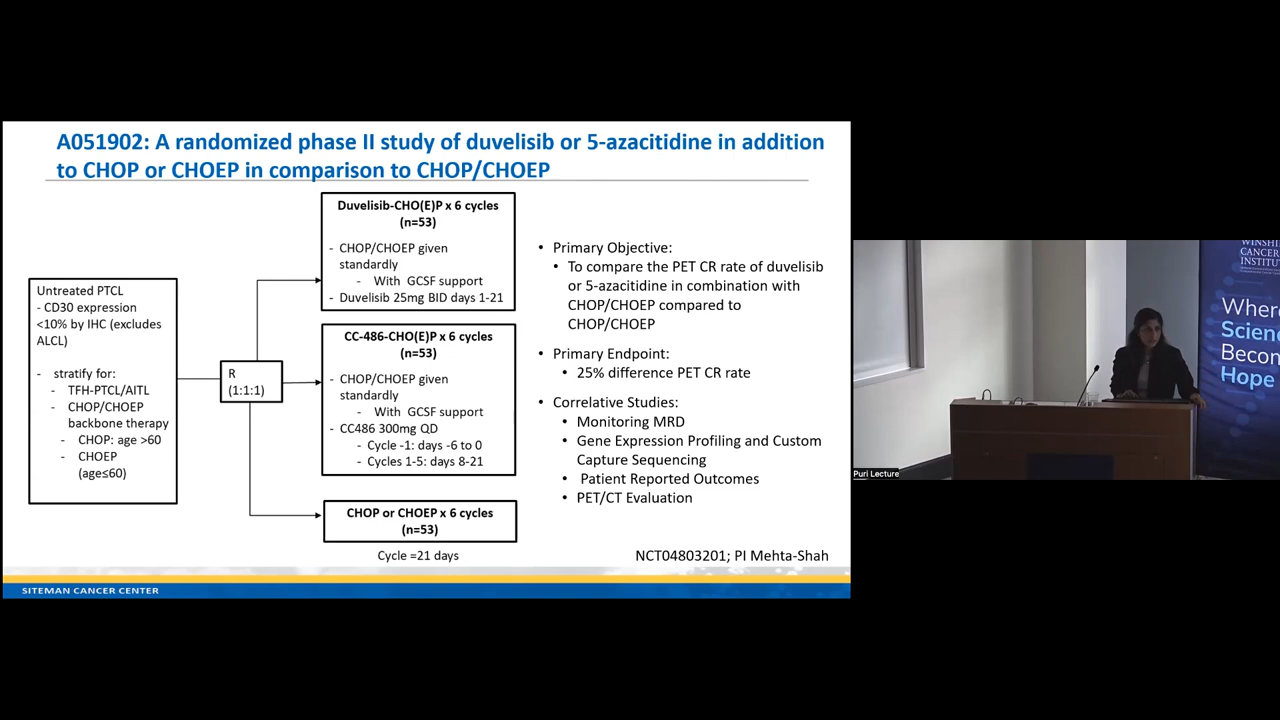 A051902: A randomized phase II study of duvelisib or 5-azacitidine in addition
to CHOP or CHOEP in comparison to CHOP/CHOEP
Untreated PTCL
- CD30 expression
<10% by IHC (excludes
ALCL)
- stratify for:
- TFH-PTCL/AITL
- CHOP/CHOEP
backbone therapy
- CHOP: age >60
- CHOEP
(age≤60)
R
(1:1:1)
Duvelisib-CHO(E)P x 6 cycles
(n=53)
- CHOP/CHOEP given
standardly
- With GCSF support
- Duvelisib 25mg BID days 1-21
CC-486-CHO(E)P x 6 cycles
(n=53)
- CHOP/CHOEP given
standardly
- With GCSF support
- CC486 300mg QD
- Cycle -1: days -6 to 0
- Cycles 1-5: days 8-21
CHOP or CHOEP x 6 cycles
(n=53)
Cycle =21 days
• Primary Objective:
• To compare the PET CR rate of duvelisib
or 5-azacitidine in combination with
CHOP/CHOEP compared to
CHOP/CHOEP
• Primary Endpoint:
• 25% difference PET CR rate
• Correlative Studies:
• Monitoring MRD
• Gene Expression Profiling and Custom
Capture Sequencing
• Patient Reported Outcomes
• PET/CT Evaluation
NCT04803201; PI Mehta-Shah
SITEMAN CANCER CENTER
WINSHIP
CANCER
INSTITU
Where
Scien
Becom
Hope
Puri Lecture